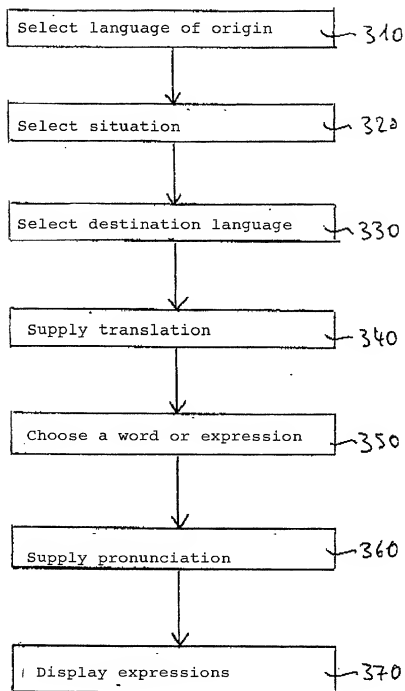 Select language of origin 310
Select situation 320
Select destination language 330
Supply translation 340
Choose a word or expression 350
Supply pronunciation 360
Display expressions 370